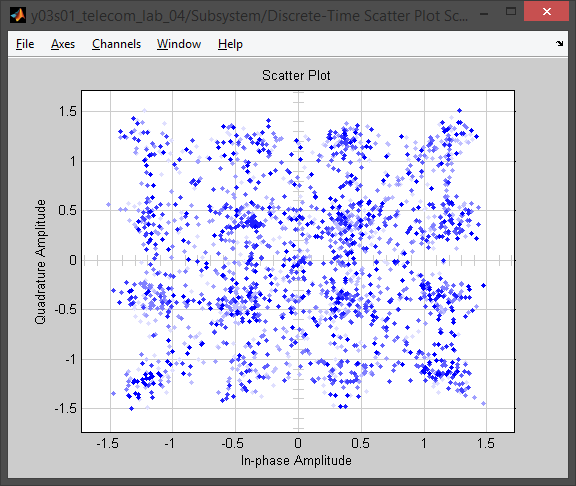 y03s01_telecom_lab_04/Subsystem/Discrete-Time Scatter Plot Sc...
File Axes Channels Window Help
Scatter Plot
1.5
1
0.5
0
-0.5
-1
-1.5
Quadrature Amplitude
-1.5 -1 -0.5 0 0.5 1 1.5
In-phase Amplitude